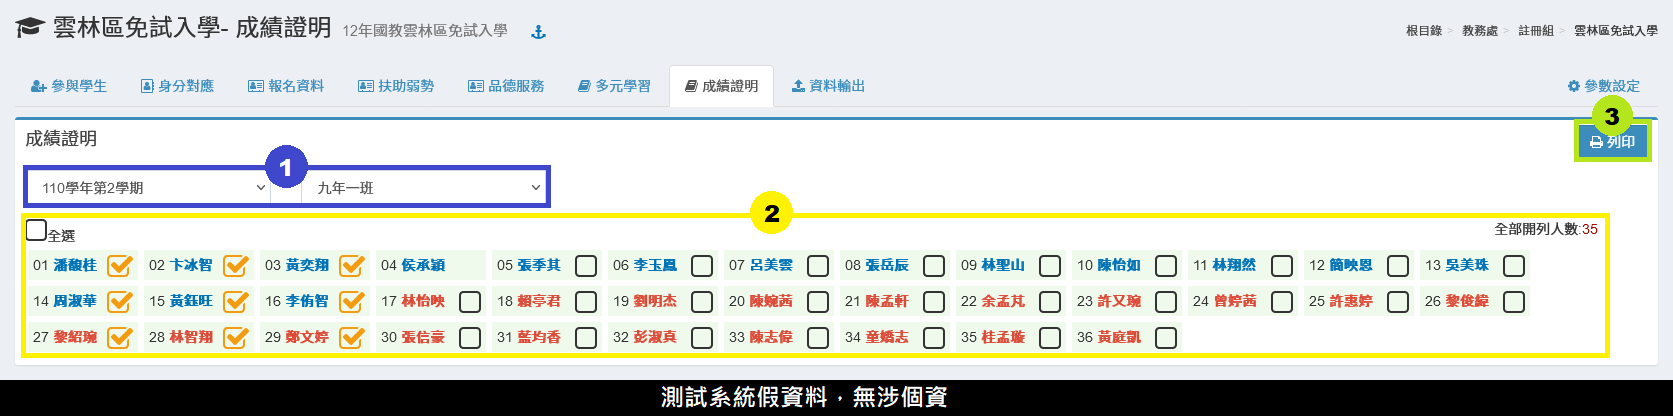 雲林區免試入學- 成績證明 12年國教雲林區免試入學
根目錄 > 教務處 > 註冊組 > 雲林區免試入學
參與學生 身分對應 報名資料 扶助弱勢 品德服務 多元學習 成績證明 資料輸出 參數設定
成績證明
3
列印
1
110學年第2學期 九年一班
2
全選 全部開列人數:35
01 潘馥桂 02 卞冰智 03 黃奕翔 04 侯承穎 05 張季其 06 李玉鳳 07 呂美雲 08 張岳辰 09 林聖山 10 陳怡如 11 林翔然 12 簡映恩 13 吳美珠
14 周淑華 15 黃鈺旺 16 李侑智 17 林怡映 18 賴亭君 19 劉明杰 20 陳婉茜 21 陳孟軒 22 余孟芃 23 許又琬 24 曾婷茜 25 許惠婷 26 黎俊緯
27 黎紹琬 28 林智翔 29 鄭文婷 30 張信豪 31 藍均香 32 彭淑真 33 陳志偉 34 童嬌志 35 桂孟璇 36 黃庭凱
測試系統假資料，無涉個資